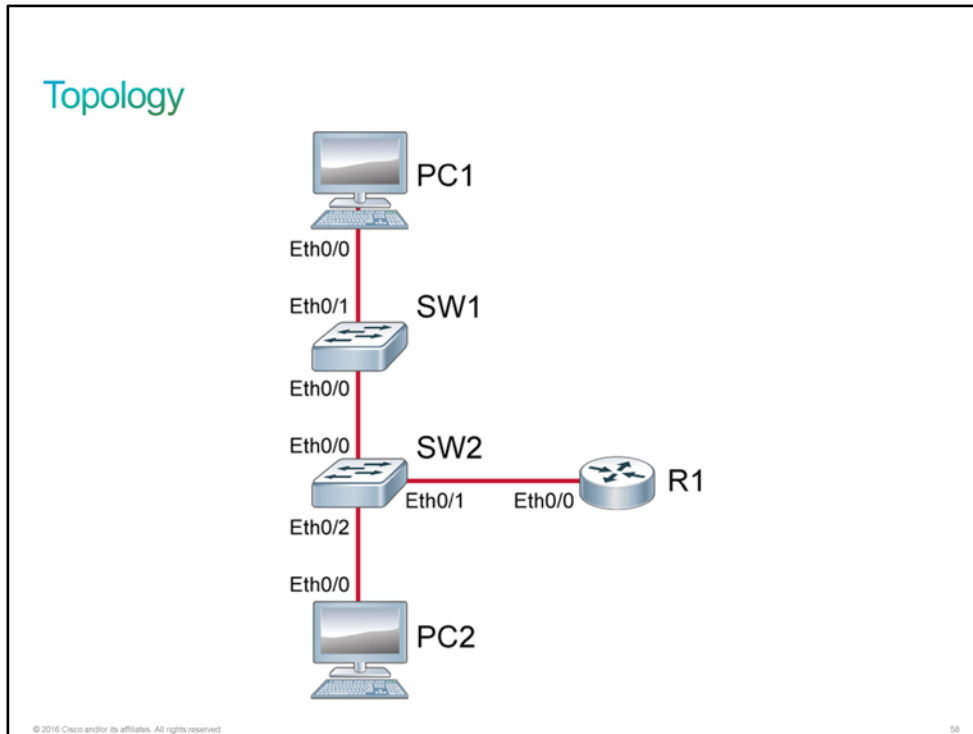 Topology
PC1
Eth0/0
Eth0/1
SW1
Eth0/0
Eth0/0
SW2
Eth0/1
Eth0/0
R1
Eth0/2
Eth0/0
PC2
© 2016 Cisco and/or its affiliates. All rights reserved.
58